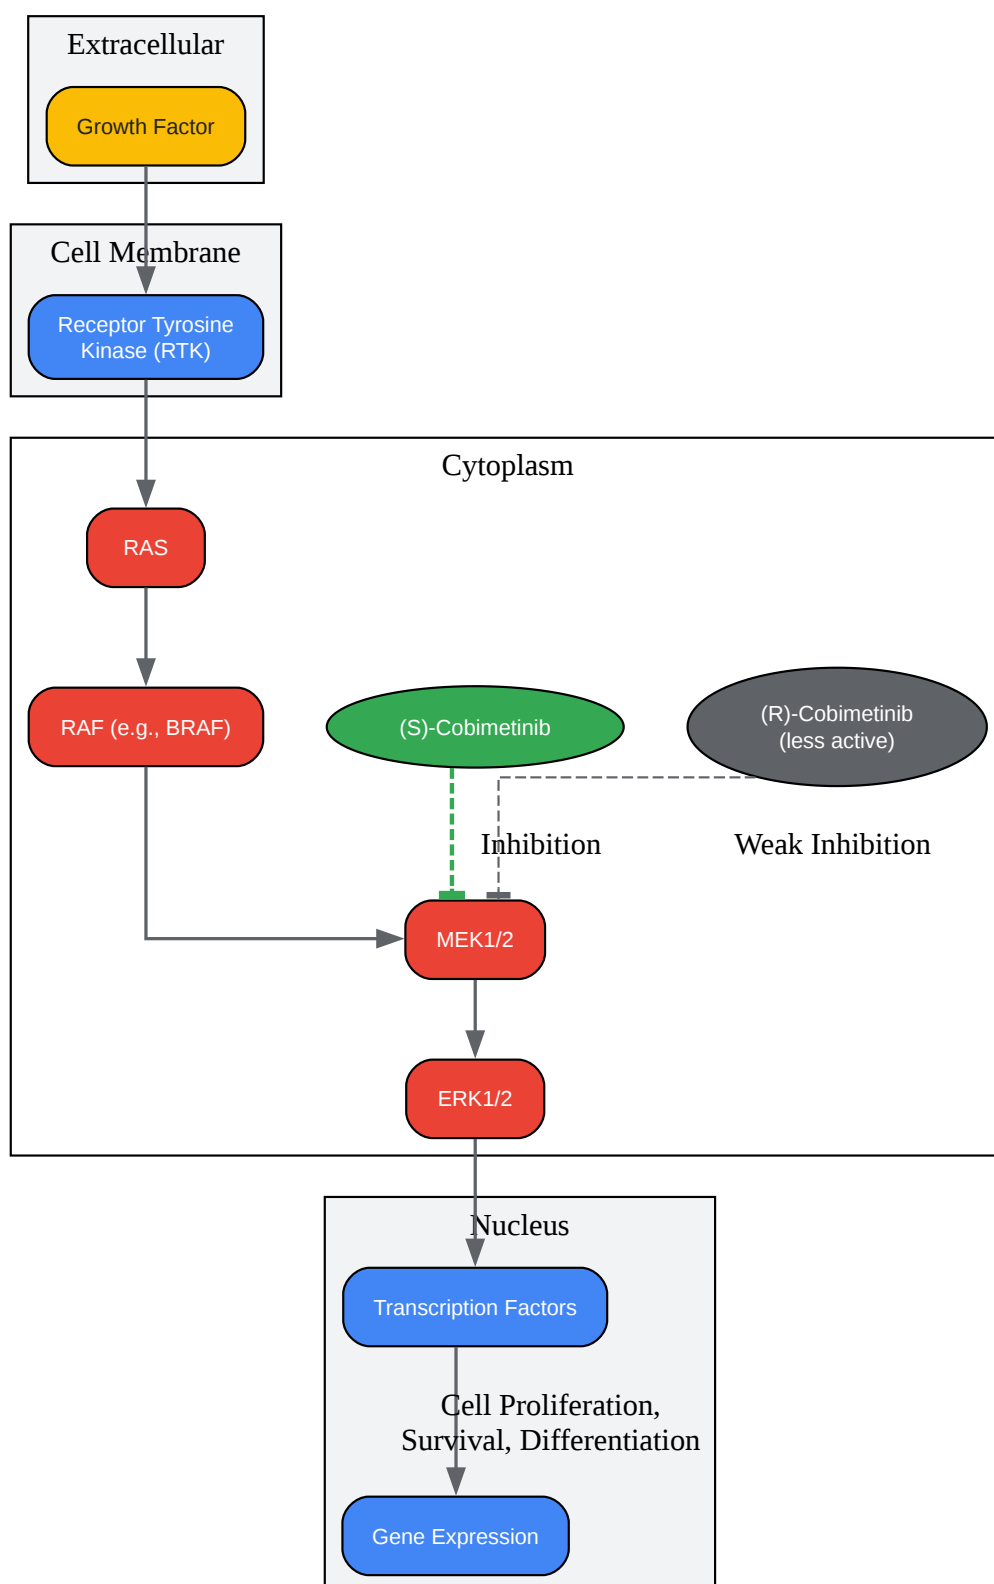 Extracellular
Growth Factor
Cell Membrane
Receptor Tyrosine
Kinase (RTK)
Cytoplasm
RAS
RAF (e.g., BRAF)
(S)-Cobimetinib
(R)-Cobimetinib
(less active)
Inhibition
Weak Inhibition
MEK1/2
ERK1/2
Nucleus
Transcription Factors
Cell Proliferation,
Survival, Differentiation
Gene Expression